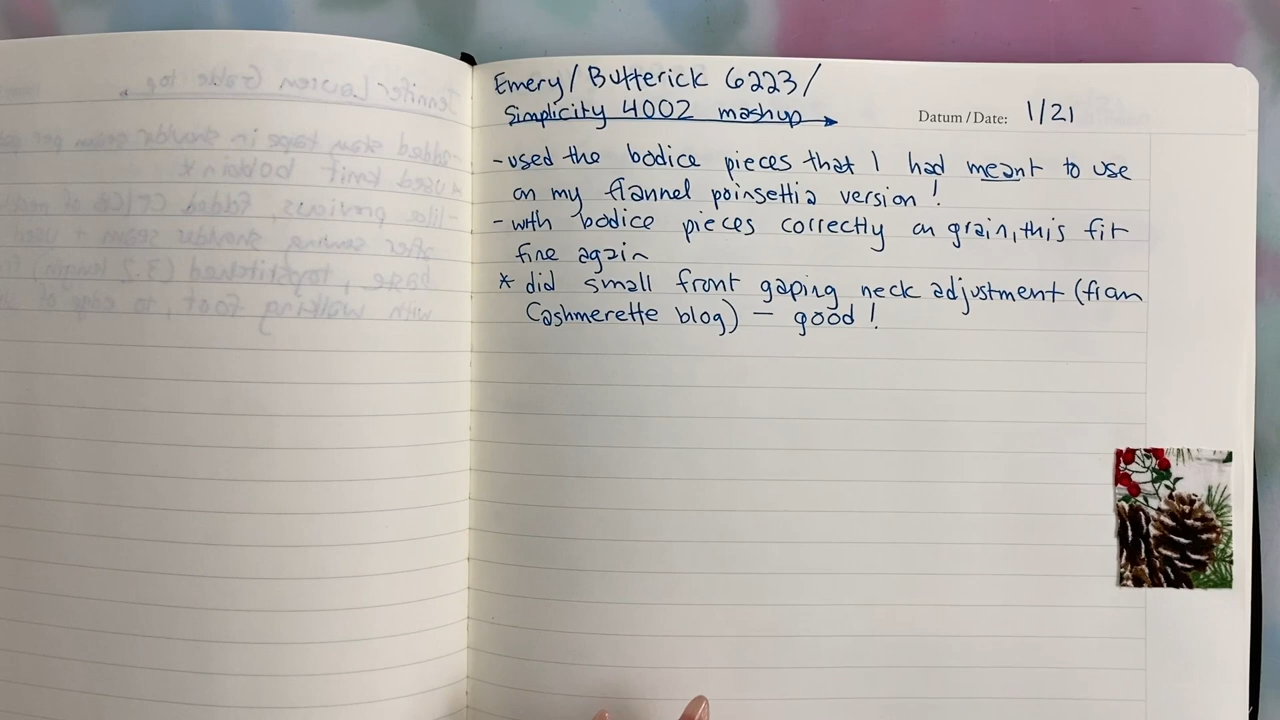 Emery/Butterick 6223/
Simplicity 4002 mashup
Datum/Date: 1/21
-used the bodice pieces that I had meant to use
on my flannel poinsettia version!
-with bodice pieces correctly on grain, this fit
fine again
* did small front gaping neck adjustment (from
Cashmerette blog) — good!